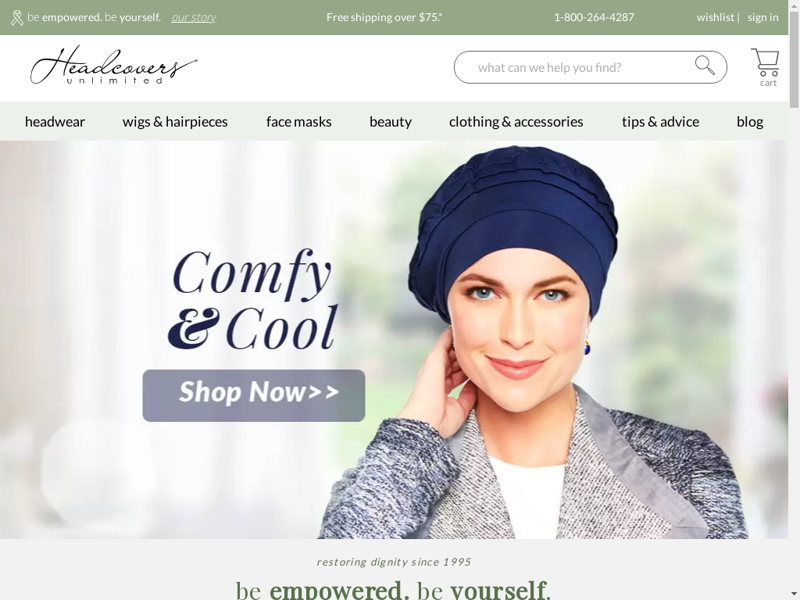 be empowered. be yourself. our story Free shipping over $75.* 1-800-264-4287 wishlist | sign in
Headcovers®
unlimited
what can we help you find?
cart
headwear wigs & hairpieces face masks beauty clothing & accessories tips & advice blog
Comfy
& Cool
Shop Now>>
restoring dignity since 1995
be empowered. be yourself.